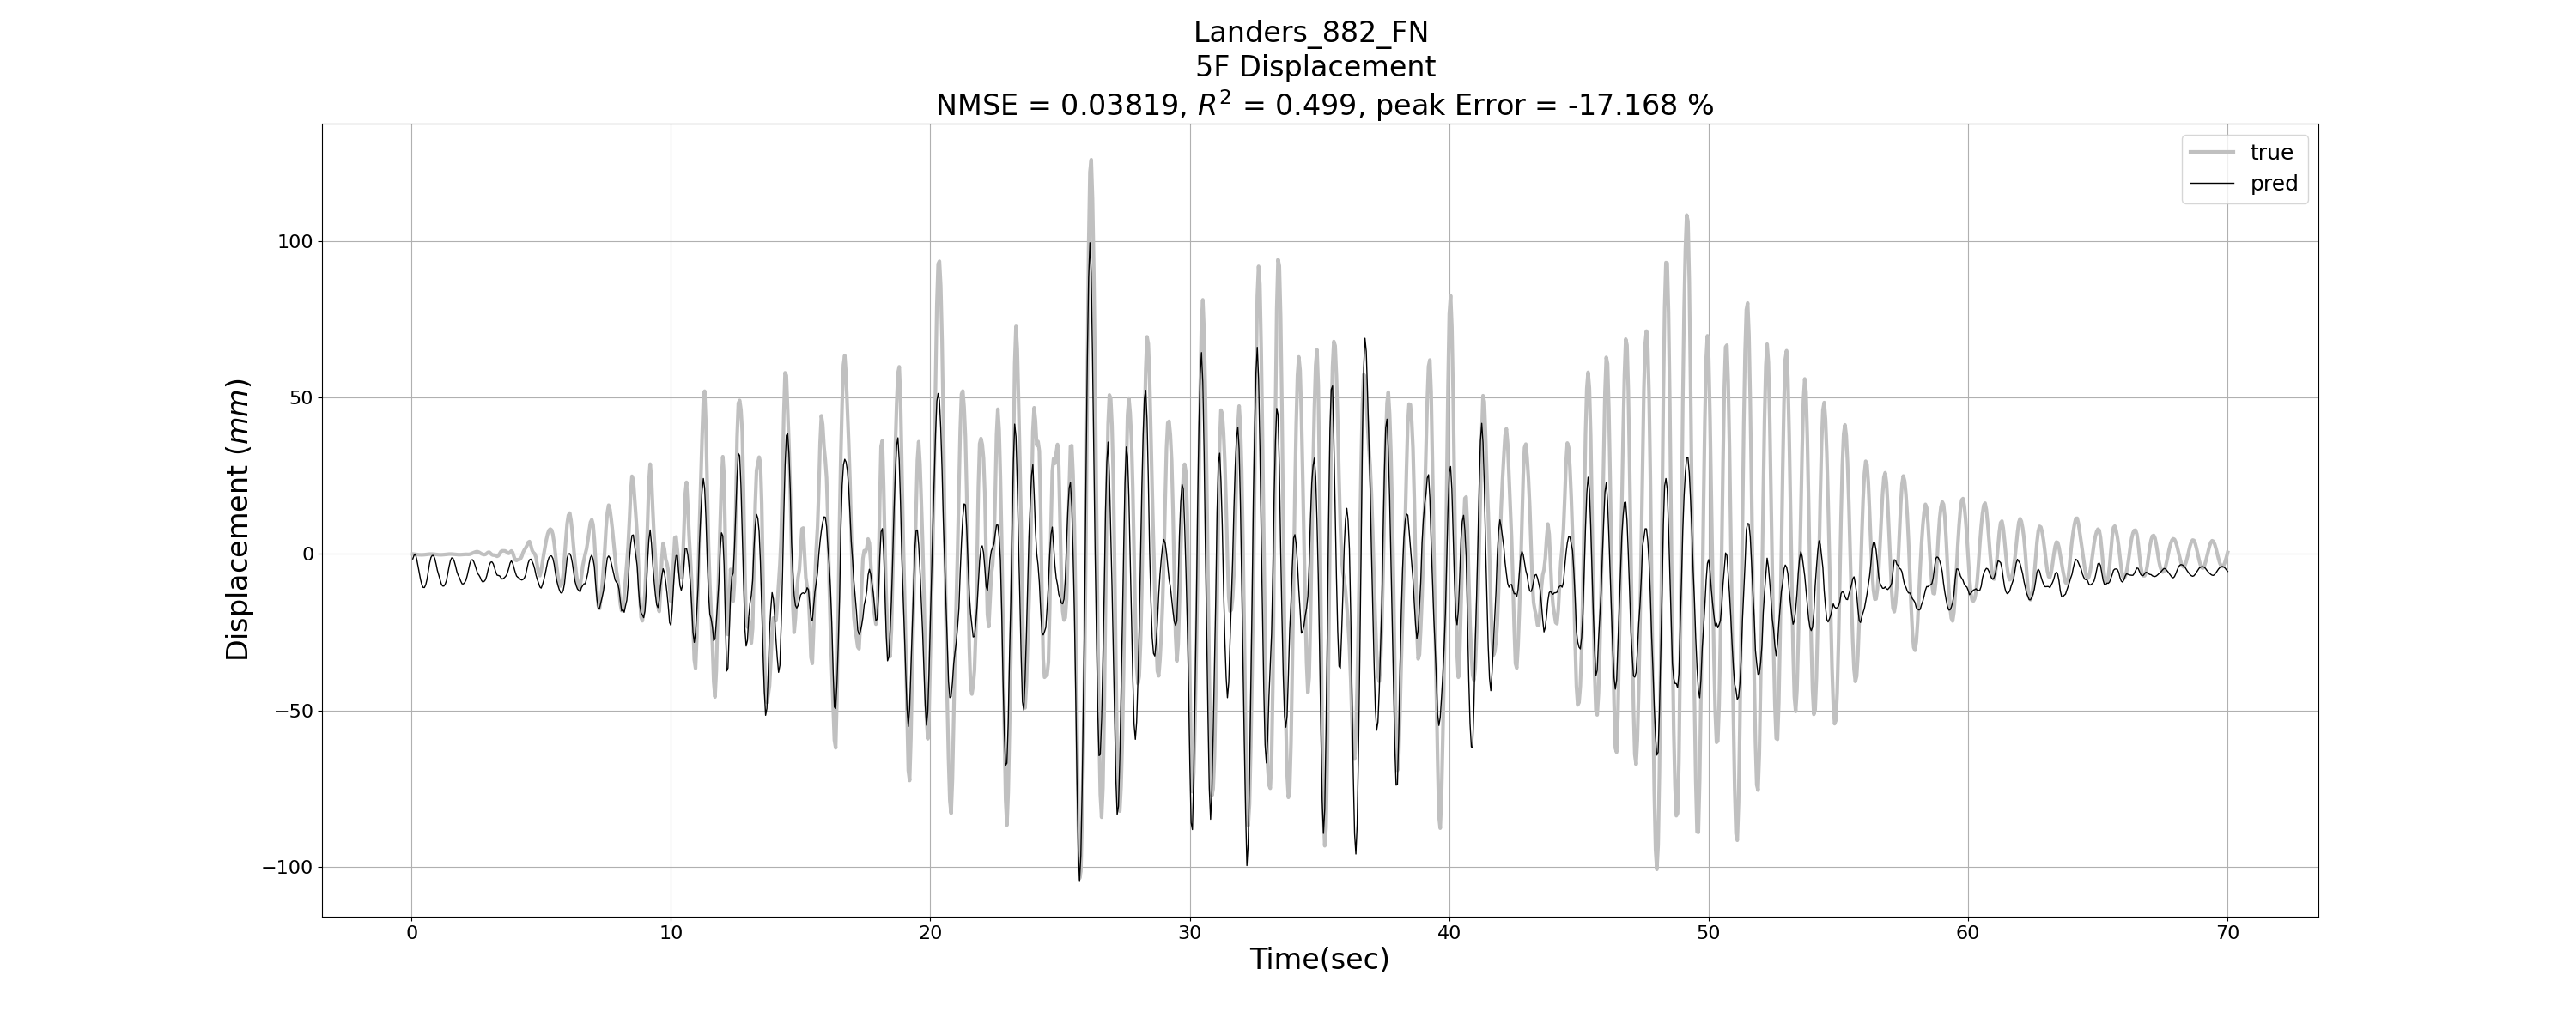 Landers_882_FN
5F Displacement
NMSE = 0.03819, R² = 0.499, peak Error = -17.168 %
true
pred
Displacement (mm)
100
50
0
−50
−100
0 10 20 30 40 50 60 70
Time(sec)